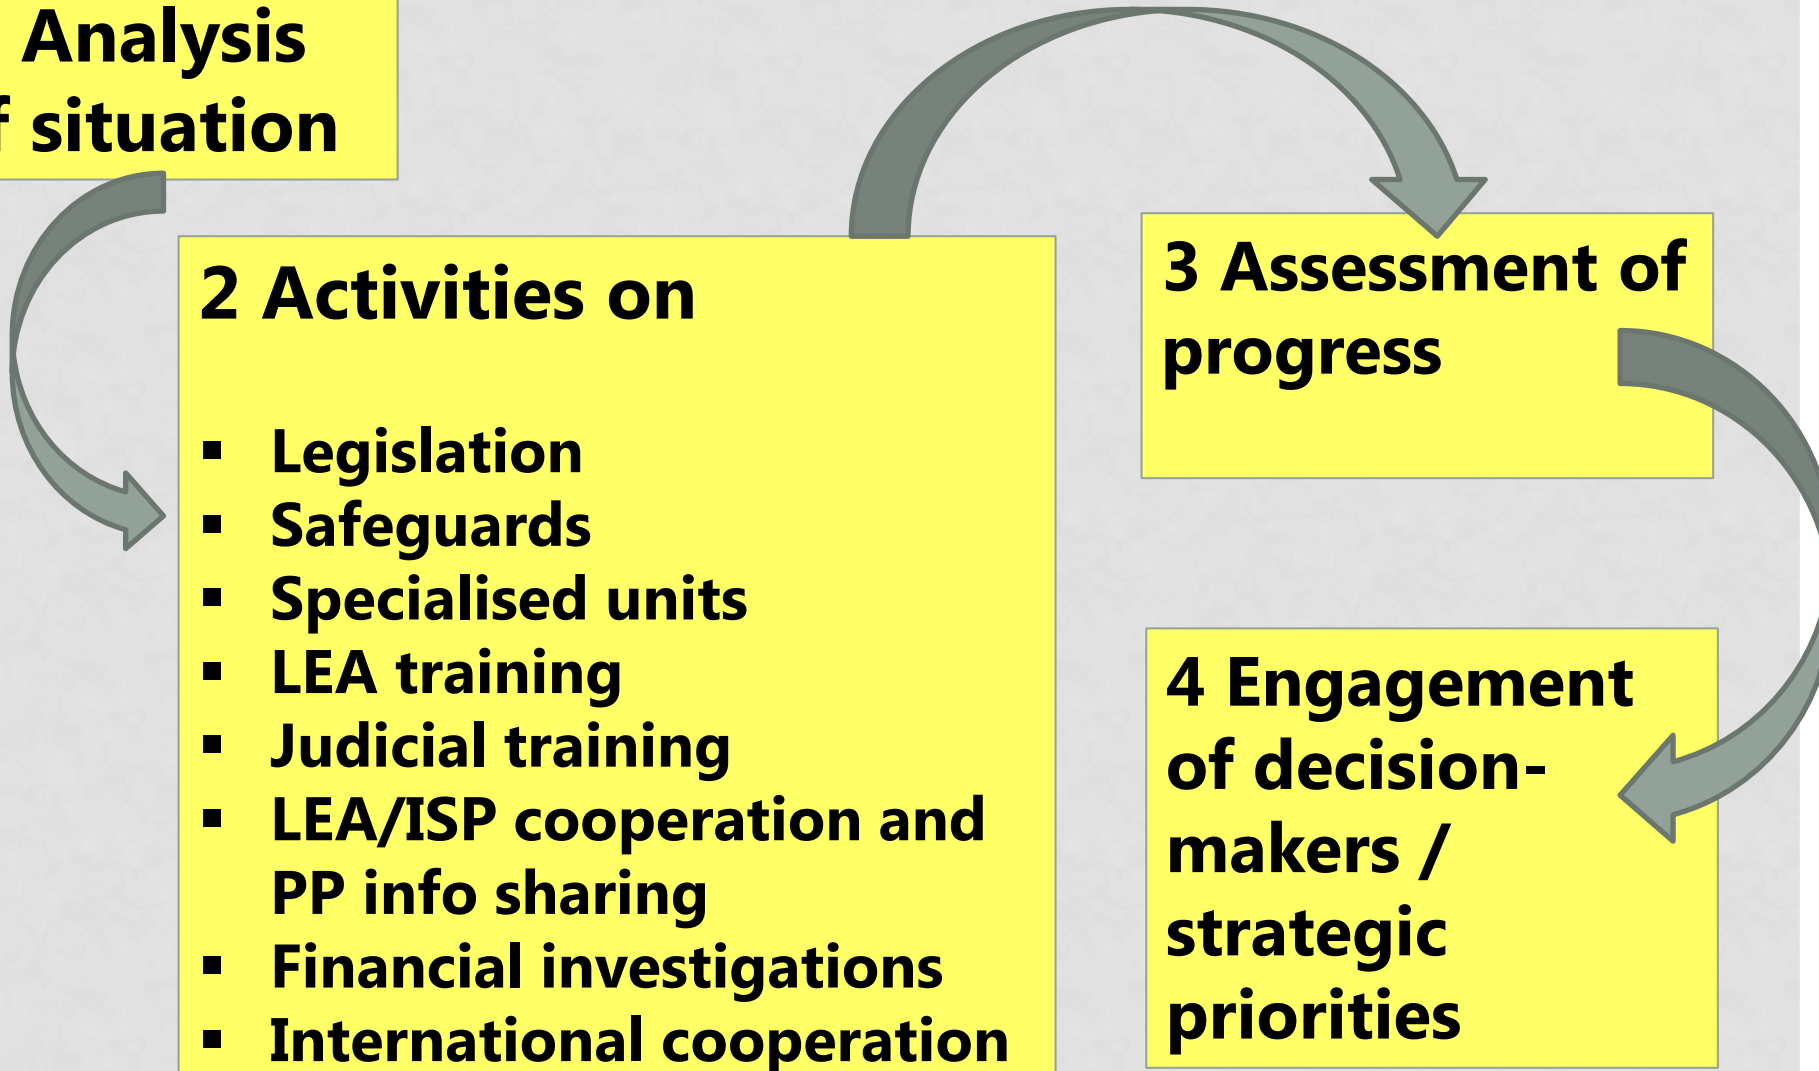 Analysis
f situation
2 Activities on
▪ Legislation
▪ Safeguards
▪ Specialised units
▪ LEA training
▪ Judicial training
▪ LEA/ISP cooperation and
PP info sharing
▪ Financial investigations
▪ International cooperation
3 Assessment of
progress
4 Engagement
of decision-
makers /
strategic
priorities